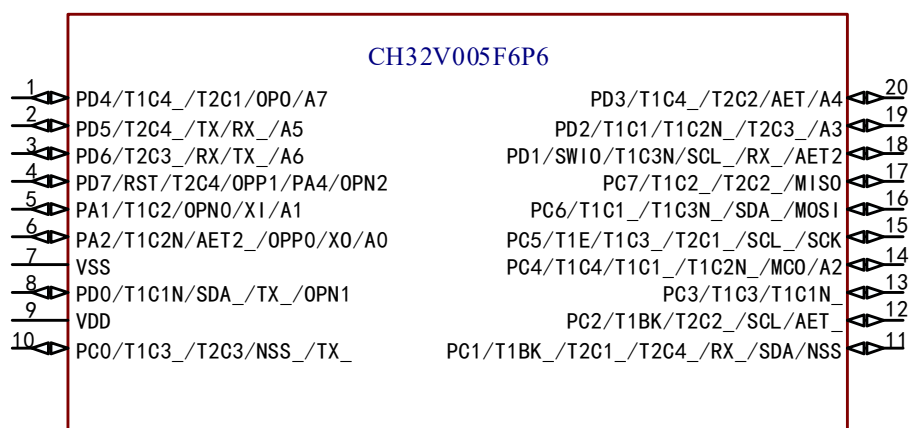 CH32V005F6P6
1 PD4/T1C4_/T2C1/OPO/A7
2 PD5/T2C4_/TX/RX_/A5
3 PD6/T2C3_/RX/TX_/A6
4 PD7/RST/T2C4/OPP1/PA4/OPN2
5 PA1/T1C2/OPN0/XI/A1
6 PA2/T1C2N/AET2_/OPP0/XO/A0
7 VSS
8 PD0/T1C1N/SDA_/TX_/OPN1
9 VDD
10 PC0/T1C3_/T2C3/NSS_/TX_
PD3/T1C4_/T2C2/AET/A4 20
PD2/T1C1/T1C2N_/T2C3_/A3 19
PD1/SWIO/T1C3N/SCL_/RX_/AET2 18
PC7/T1C2_/T2C2_/MISO 17
PC6/T1C1_/T1C3N_/SDA_/MOSI 16
PC5/T1E/T1C3_/T2C1_/SCL_/SCK 15
PC4/T1C4/T1C1_/T1C2N_/MCO/A2 14
PC3/T1C3/T1C1N_ 13
PC2/T1BK/T2C2_/SCL/AET_ 12
PC1/T1BK_/T2C1_/T2C4_/RX_/SDA/NSS 11